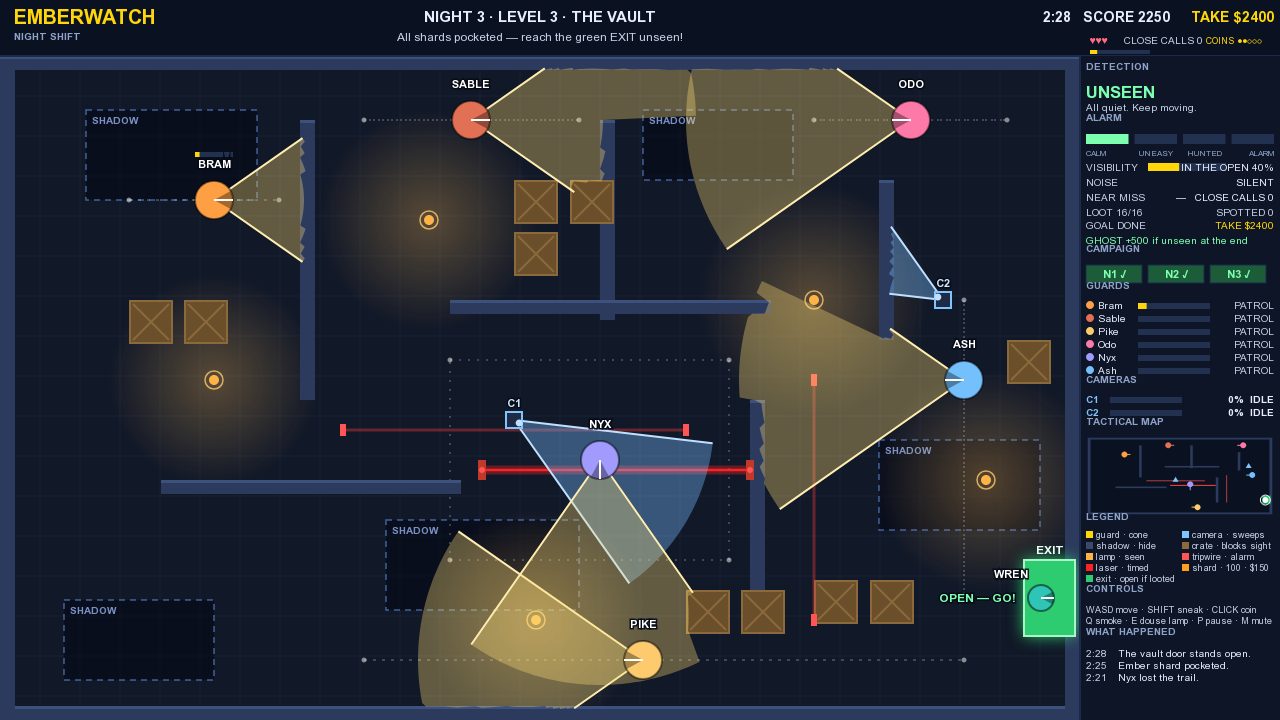 EMBERWATCH
NIGHT SHIFT
NIGHT 3 · LEVEL 3 · THE VAULT
All shards pocketed — reach the green EXIT unseen!
2:28 SCORE 2250 TAKE $2400
♥♥♥ CLOSE CALLS 0 COINS ●●○○○
SABLE
ODO
SHADOW
SHADOW
BRAM
C2
ASH
C1
NYX
SHADOW
SHADOW
EXIT
WREN
OPEN — GO!
SHADOW
PIKE
DETECTION
UNSEEN
All quiet. Keep moving.
ALARM
CALM UNEASY HUNTED ALARM
VISIBILITY IN THE OPEN 40%
NOISE SILENT
NEAR MISS — CLOSE CALLS 0
LOOT 16/16 SPOTTED 0
GOAL DONE TAKE $2400
GHOST +500 if unseen at the end
CAMPAIGN
N1 ✓ N2 ✓ N3 ✓
GUARDS
Bram PATROL
Sable PATROL
Pike PATROL
Odo PATROL
Nyx PATROL
Ash PATROL
CAMERAS
C1 0% IDLE
C2 0% IDLE
TACTICAL MAP
LEGEND
guard · cone camera · sweeps
shadow · hide crate · blocks sight
lamp · seen tripwire · alarm
laser · timed shard · 100 · $150
exit · open if looted
CONTROLS
WASD move · SHIFT sneak · CLICK coin
Q smoke · E douse lamp · P pause · M mute
WHAT HAPPENED
2:28 The vault door stands open.
2:25 Ember shard pocketed.
2:21 Nyx lost the trail.